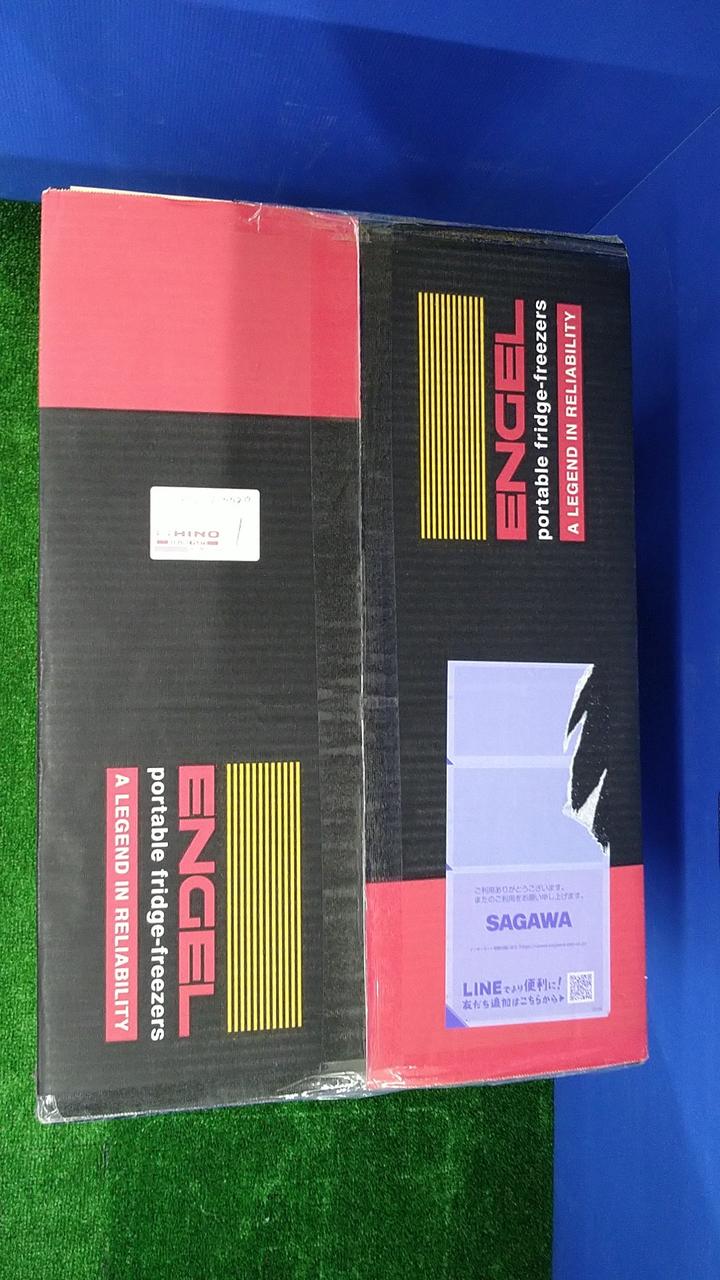 ENGEL
portable fridge-freezers
A LEGEND IN RELIABILITY
HINO
ENGEL
portable fridge-freezers
A LEGEND IN RELIABILITY
ご利用ありがとうございます。
またのご利用をお願い申し上げます。
SAGAWA
LINEでより便利に!
友だち追加はこちらから▶